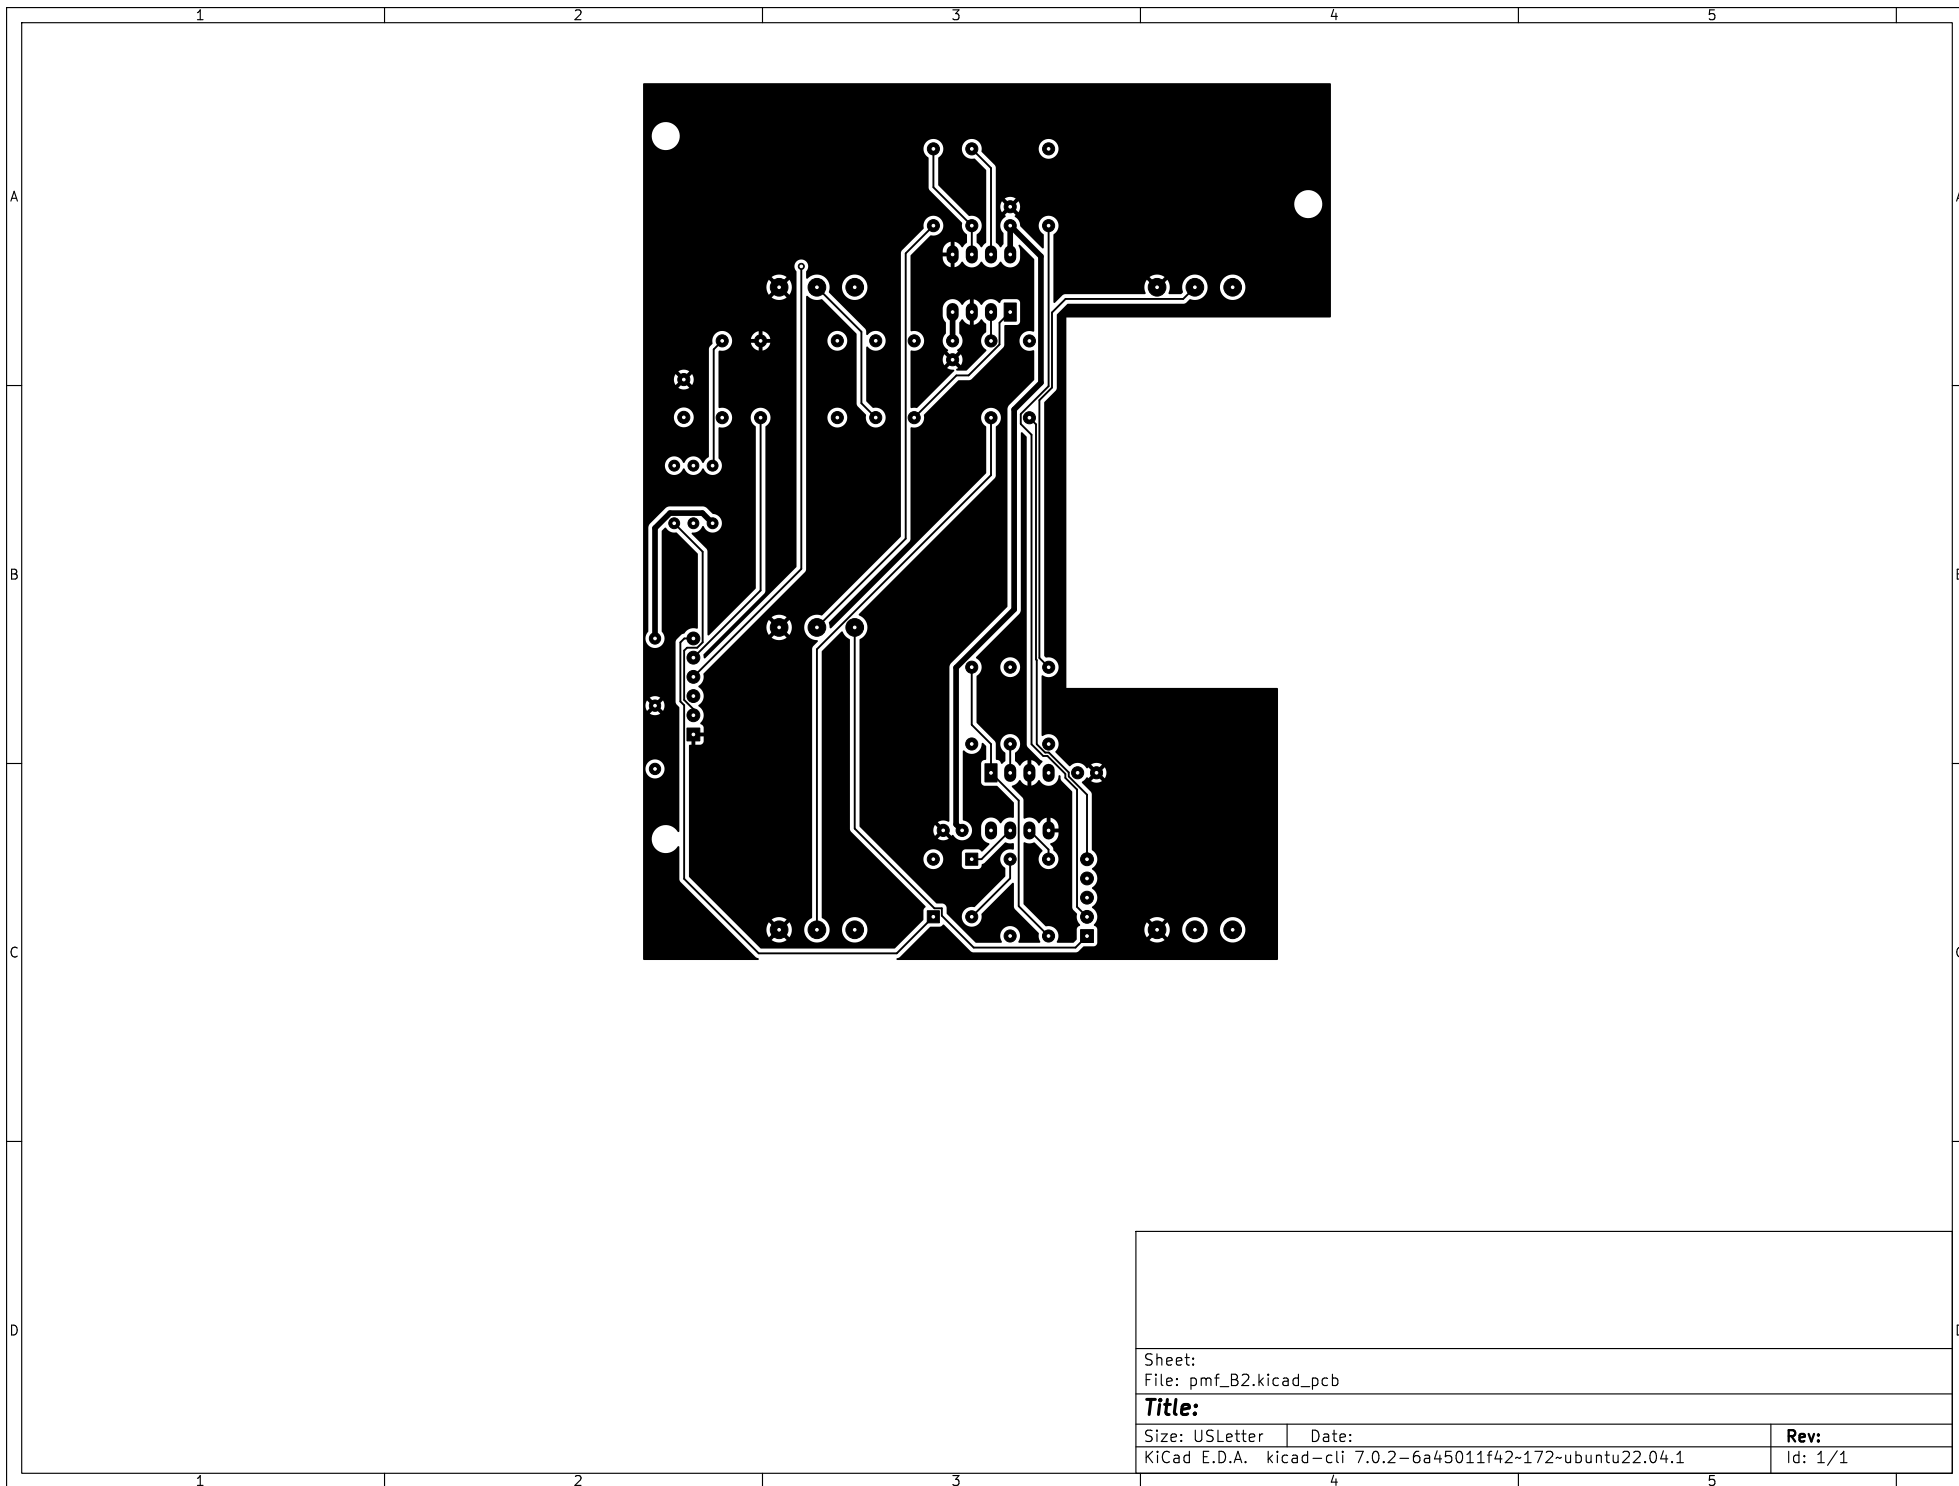 1 2 3 4 5
A
A
B
C
C
D
Sheet:
File: pmf_B2.kicad_pcb
Title:
Size: USLetter Date: Rev:
KiCad E.D.A. kicad-cli 7.0.2-6a45011f42~172~ubuntu22.04.1 Id: 1/1
1 2 3 4 5